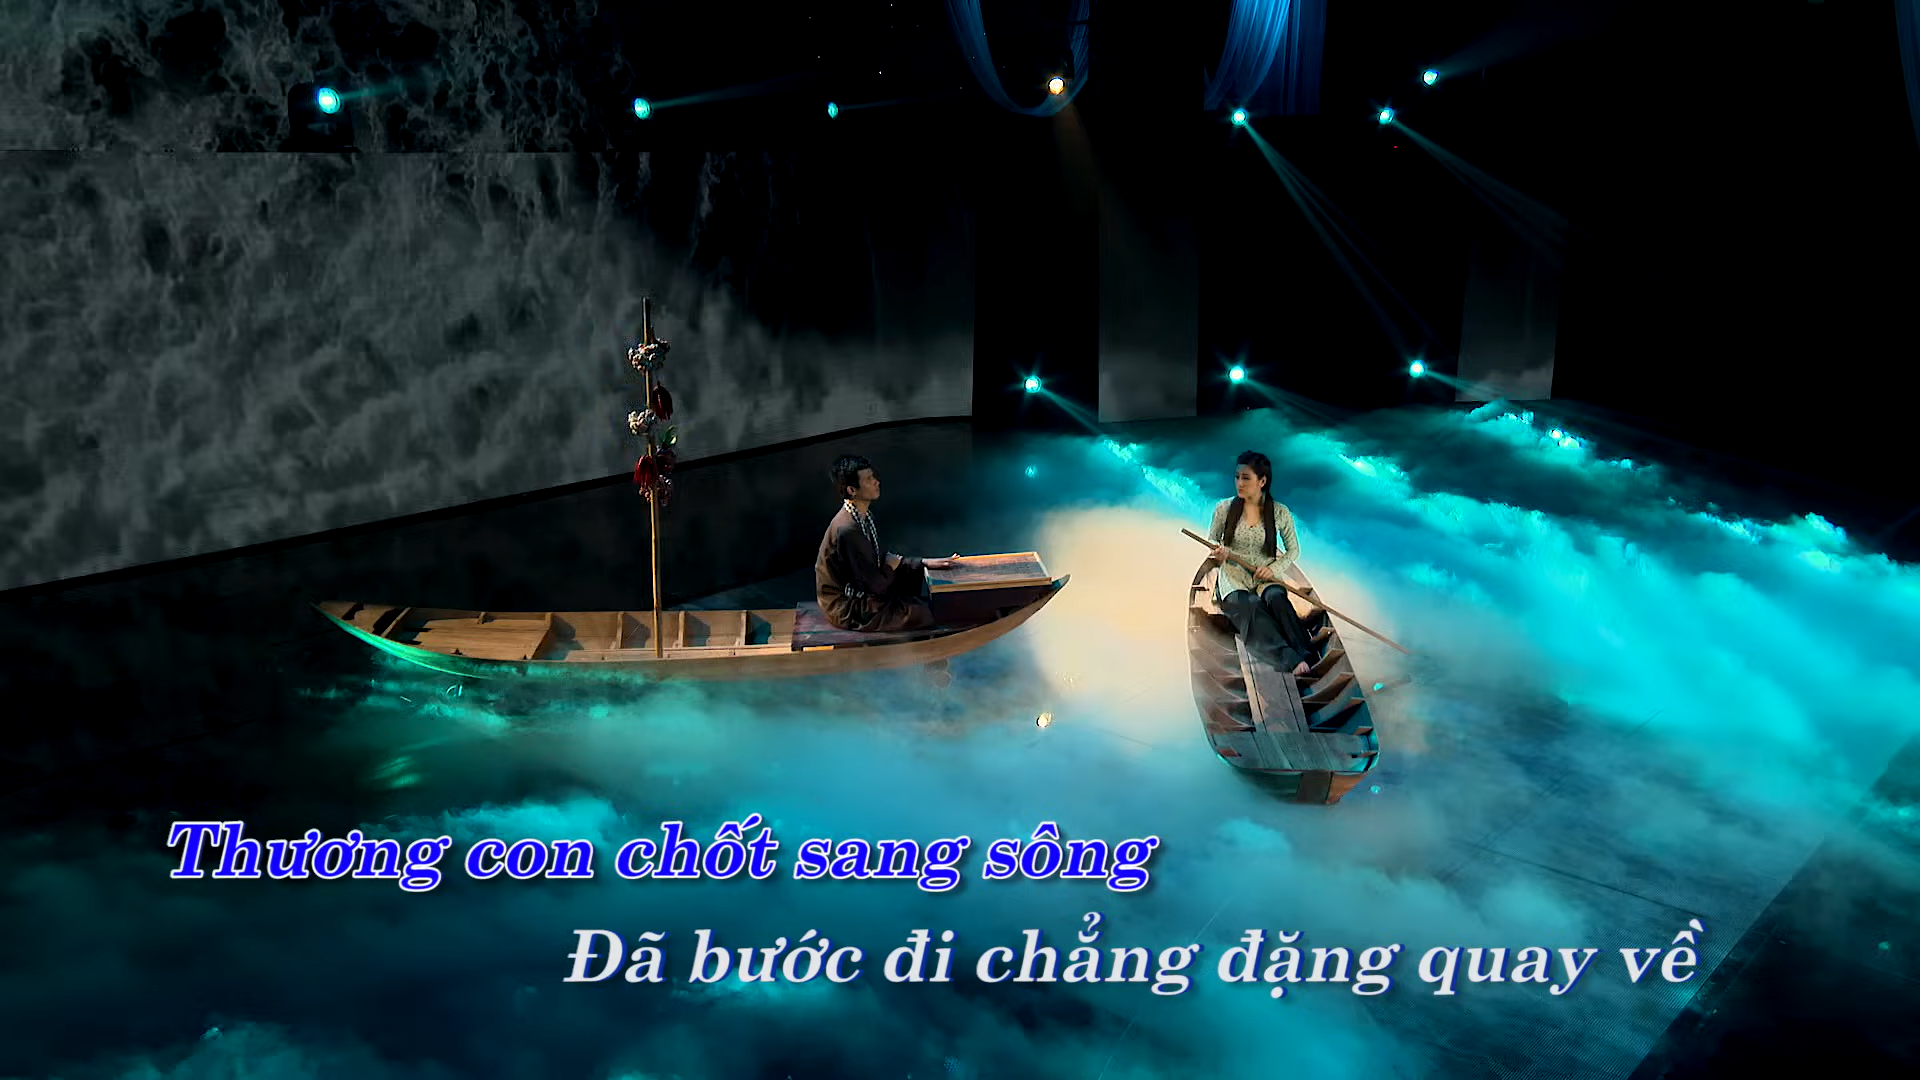 Thương con chốt sang sông
Đã bước đi chẳng đặng quay về